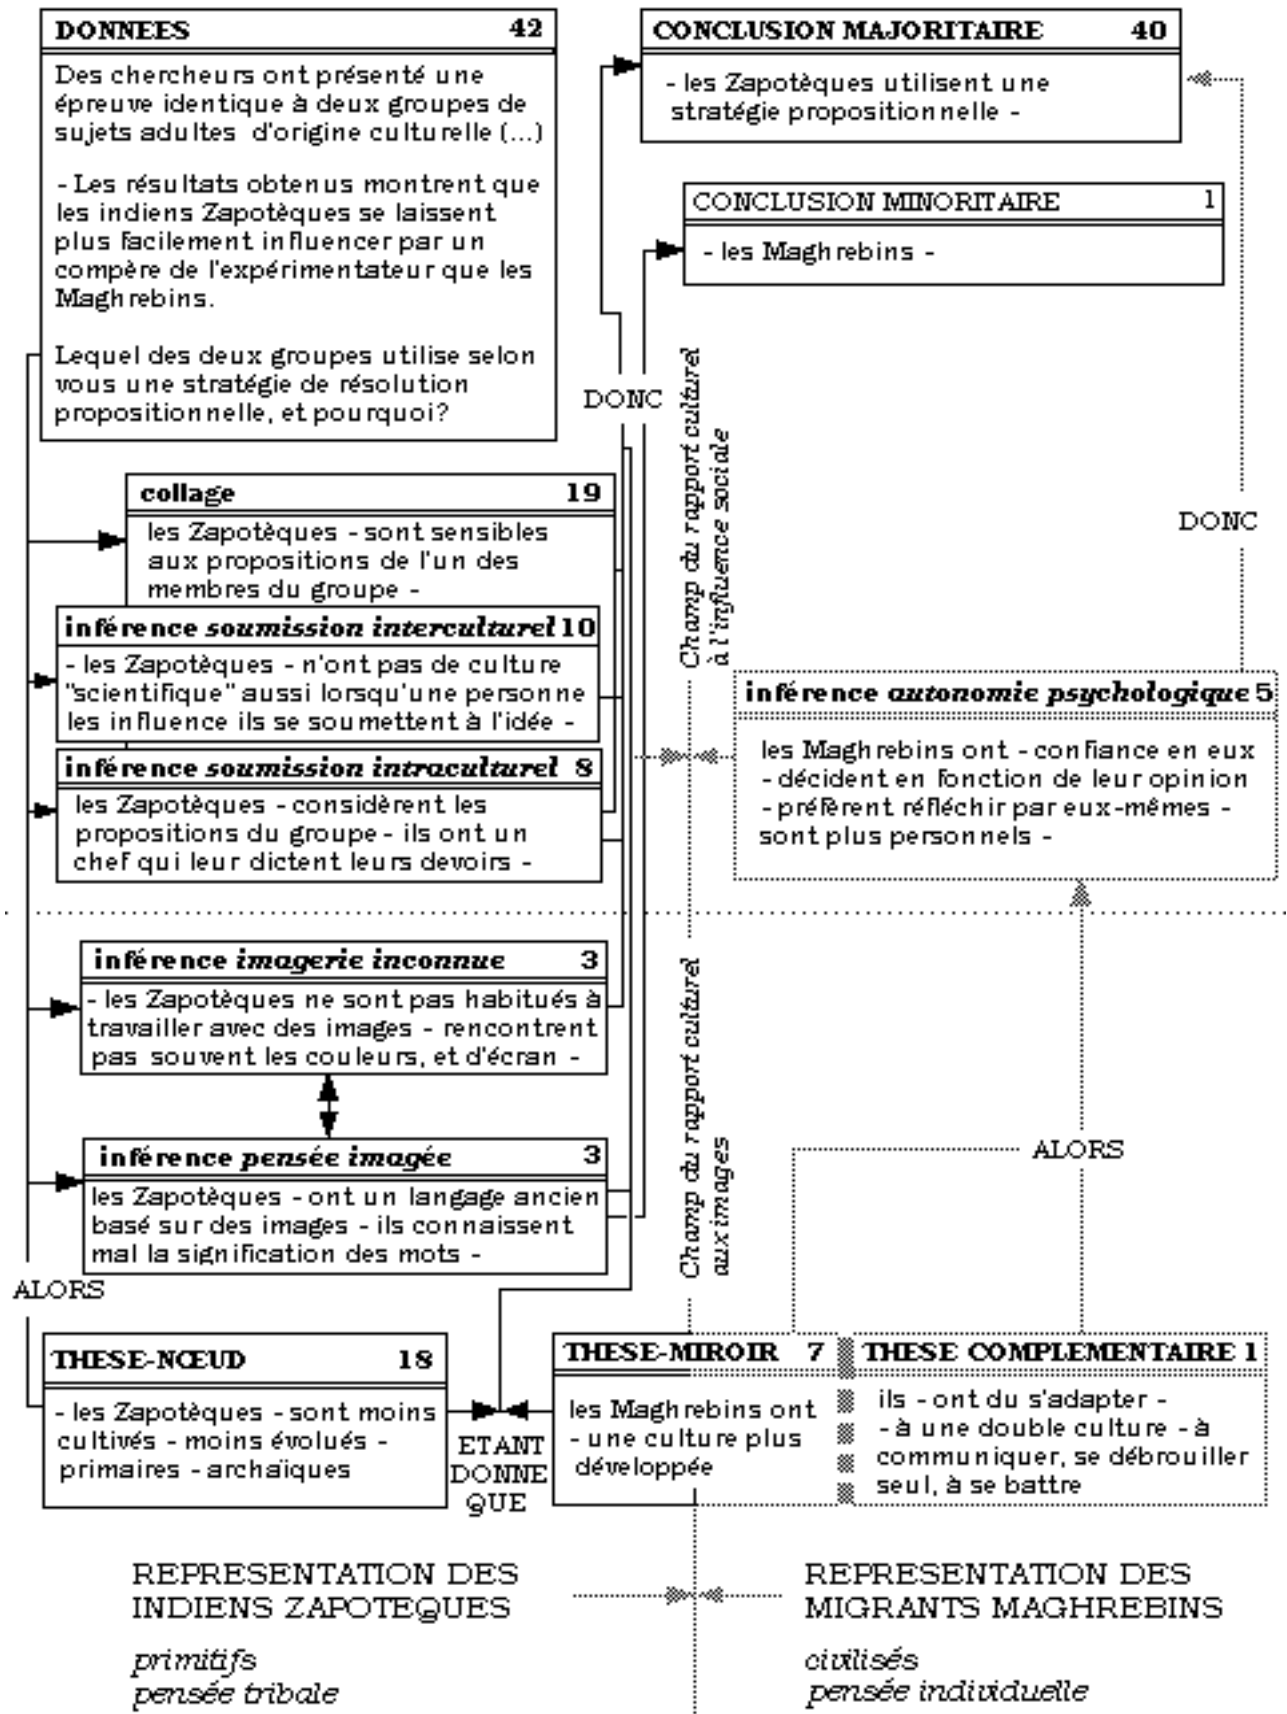 DONNEES 42
Des chercheurs ont présenté une
épreuve identique à deux groupes de
sujets adultes d'origine culturelle (...)
- Les résultats obtenus montrent que
les indiens Zapotèques se laissent
plus facilement influencer par un
compère de l'expérimentateur que les
Maghrebins.
Lequel des deux groupes utilise selon
vous une stratégie de résolution
propositionnelle, et pourquoi?
CONCLUSION MAJORITAIRE 40
- les Zapotèques utilisent une
stratégie propositionnelle -
CONCLUSION MINORITAIRE 1
- les Maghrebins -
DONC
Champ du rapport culturel
à l'influence sociale
DONC
collage 19
les Zapotèques - sont sensibles
aux propositions de l'un des
membres du groupe -
inférence soumission interculturel 10
- les Zapotèques - n'ont pas de culture
"scientifique" aussi lorsqu'une personne
les influence ils se soumettent à l'idée -
inférence soumission intraculturel 8
les Zapotèques - considèrent les
propositions du groupe - ils ont un
chef qui leur dictent leurs devoirs -
inférence autonomie psychologique 5
les Maghrebins ont - confiance en eux
- décident en fonction de leur opinion
- préfèrent réfléchir par eux-mêmes -
sont plus personnels -
inférence imagerie inconnue 3
- les Zapotèques ne sont pas habitués à
travailler avec des images - rencontrent
pas souvent les couleurs, et d'écran -
Champ du rapport culturel
aux images
inférence pensée imagée 3
les Zapotèques - ont un langage ancien
basé sur des images - ils connaissent
mal la signification des mots -
ALORS
ALORS
THESE-NŒUD 18
- les Zapotèques - sont moins
cultivés - moins évolués -
primaires - archaïques
ETANT
DONNE
QUE
THESE-MIROIR 7
les Maghrebins ont
- une culture plus
développée
THESE COMPLEMENTAIRE 1
ils - ont du s'adapter -
- à une double culture - à
communiquer, se débrouiller
seul, à se battre
REPRESENTATION DES
INDIENS ZAPOTEQUES
primitifs
pensée tribale
REPRESENTATION DES
MIGRANTS MAGHREBINS
civilisés
pensée individuelle